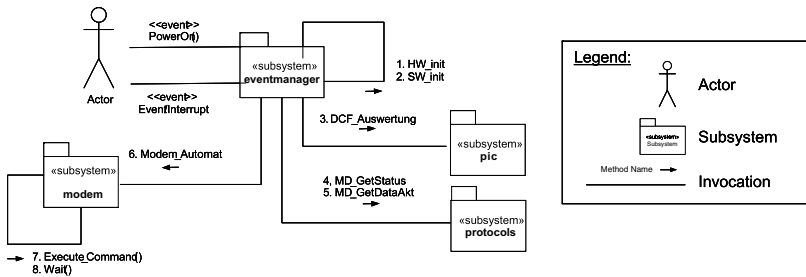 <<event>>
PowerOn()
Actor
<<event>>
EventInterrupt
«subsystem»
eventmanager
1. HW_init
2. SW_init
3. DCF_Auswertung
«subsystem»
pic
6. Modem_Automat
«subsystem»
modem
4, MD_GetStatus
5. MD_GetDataAkt
«subsystem»
protocols
7. Execute_Command()
8. Wait()
Legend:
Actor
«subsystem»
Subsystem
Subsystem
Method Name
Invocation